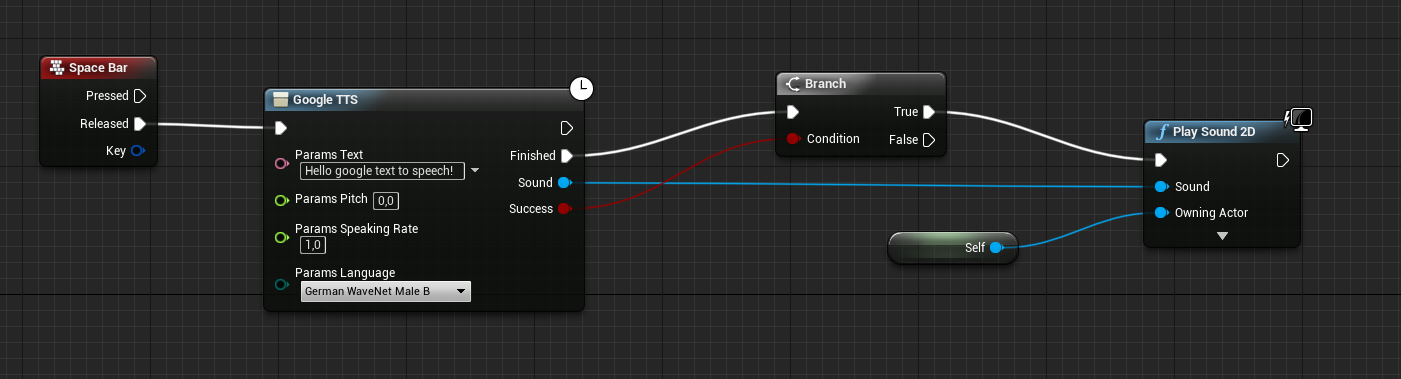 Space Bar
Pressed
Released
Key
Google TTS
Finished
Params Text
Hello google text to speech!
Sound
Params Pitch 0,0
Success
Params Speaking Rate
1,0
Params Language
German WaveNet Male B
Branch
True
Condition
False
Self
Play Sound 2D
Sound
Owning Actor